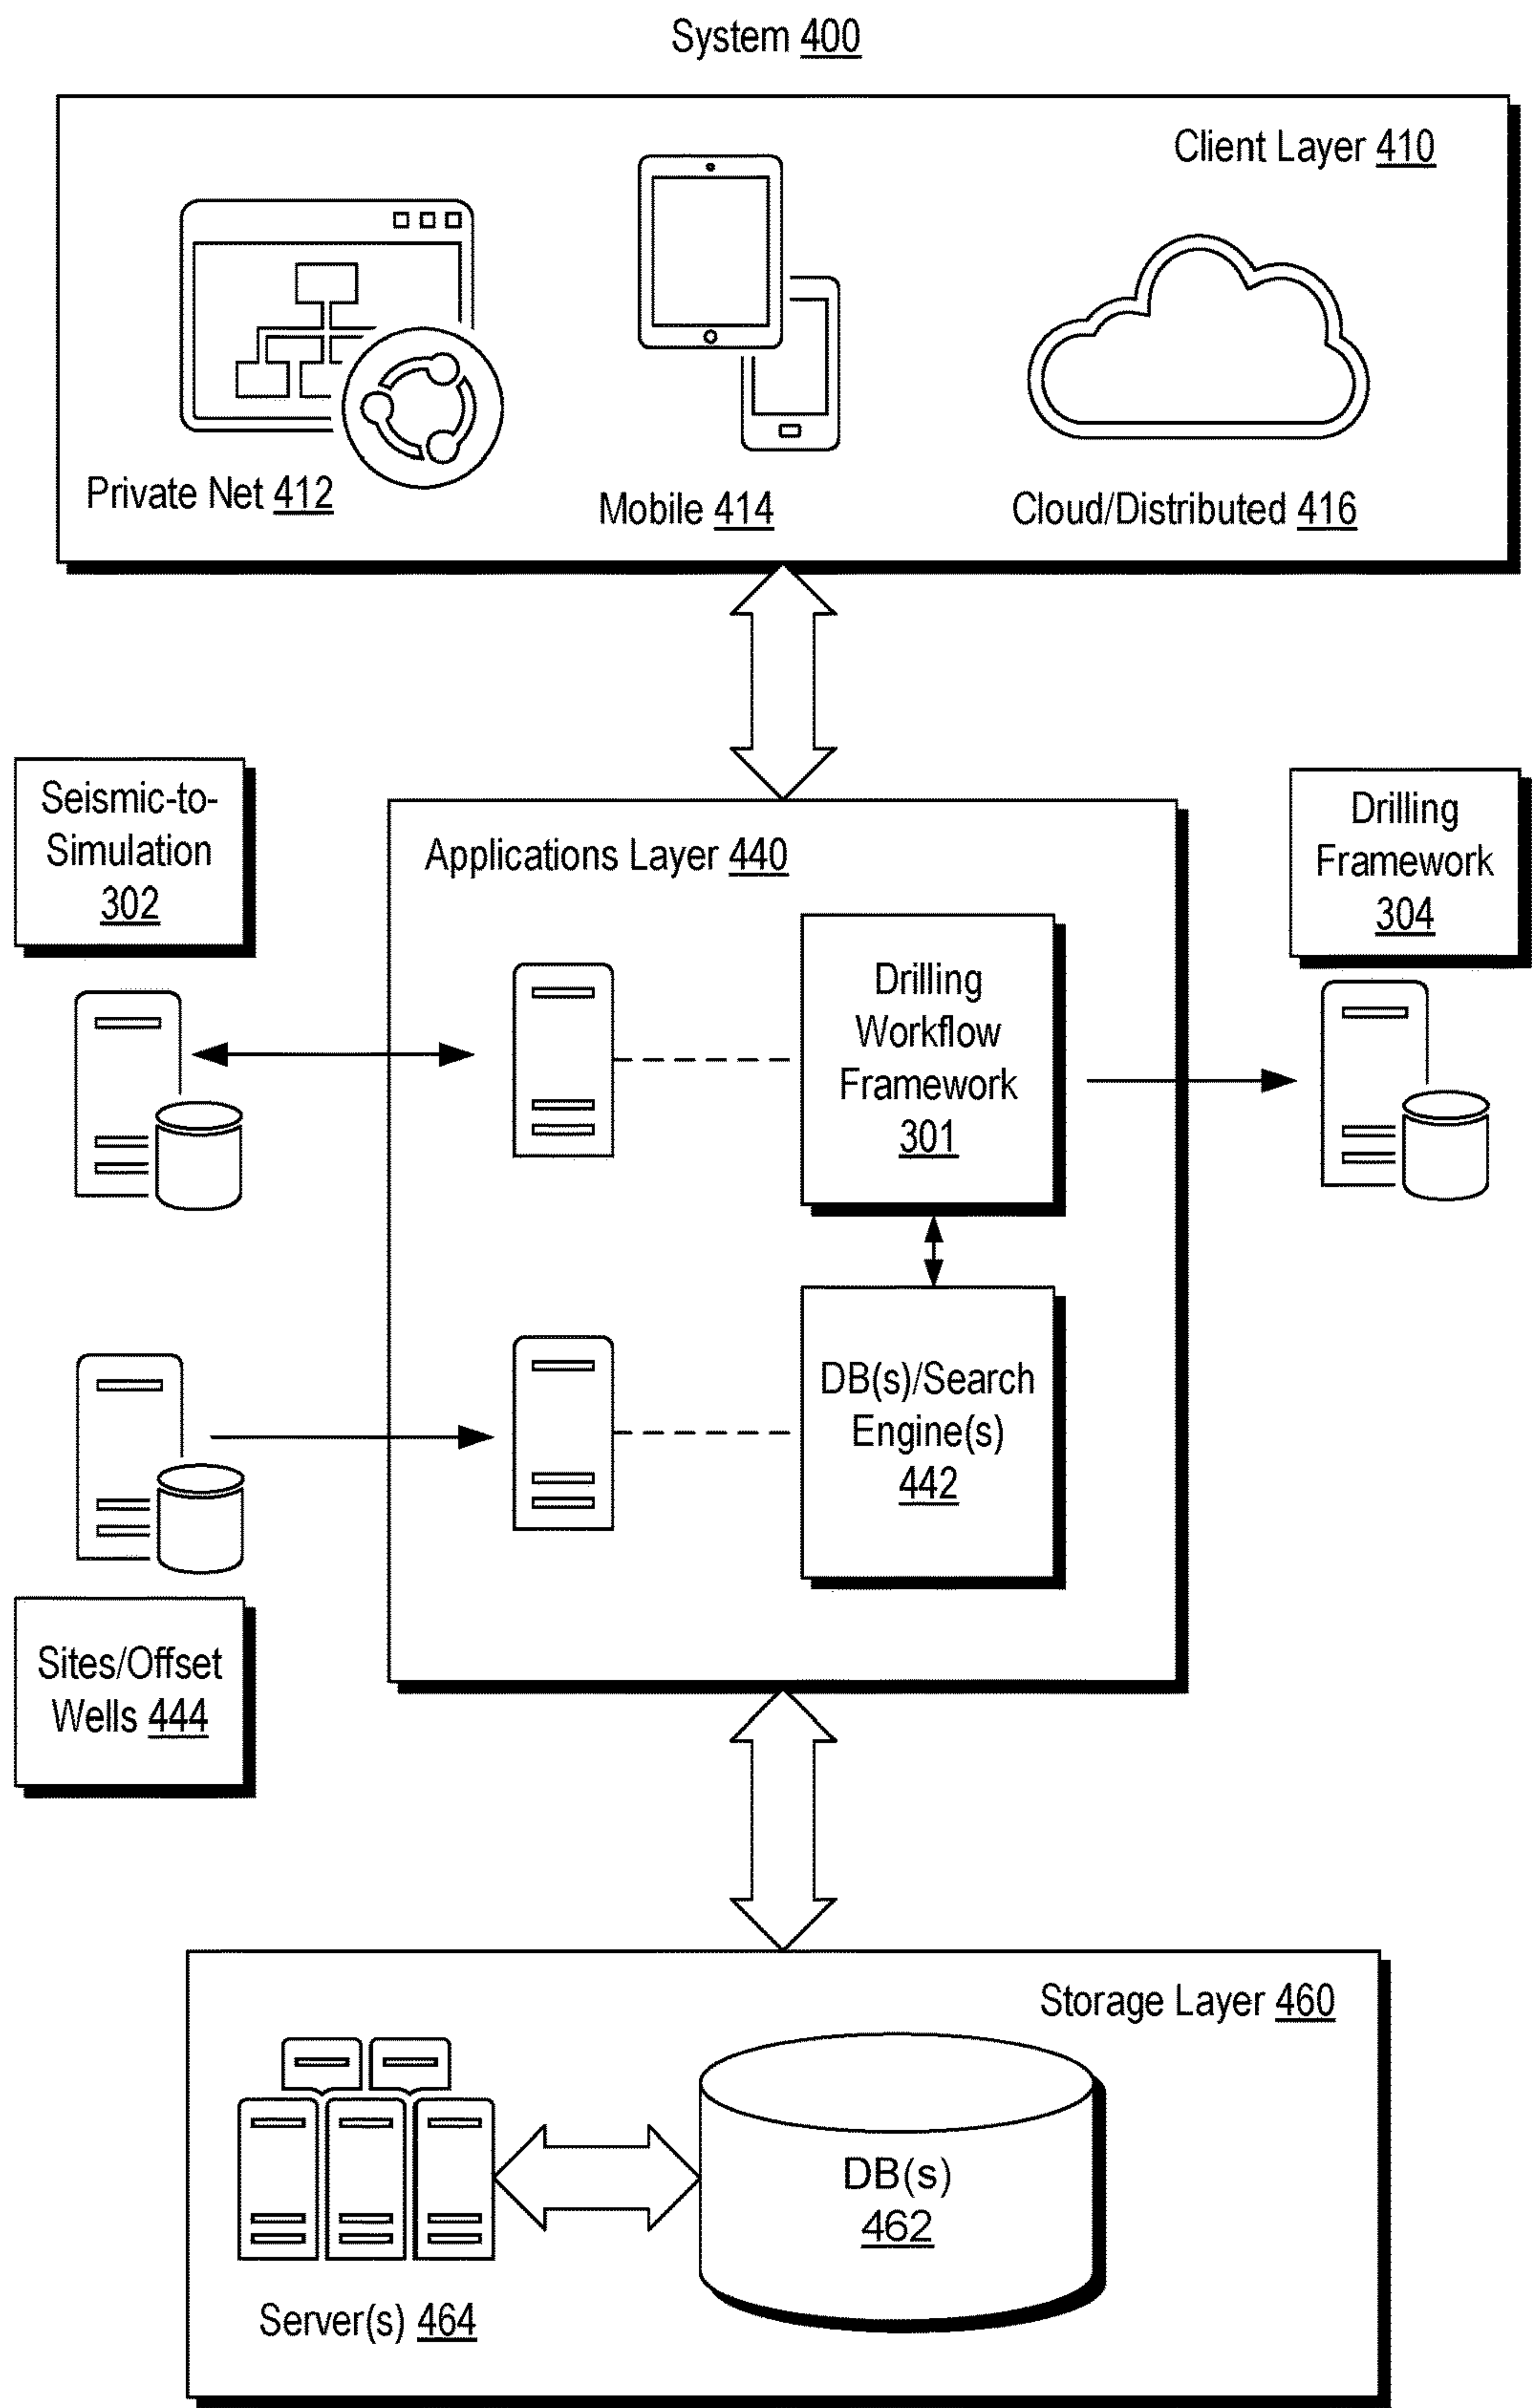 System 400
Client Layer 410
Private Net 412
Mobile 414
Cloud/Distributed 416
Seismic-to-
Simulation
302
Applications Layer 440
Drilling
Framework
304
Drilling
Workflow
Framework
301
DB(s)/Search
Engine(s)
442
Sites/Offset
Wells 444
Storage Layer 460
DB(s)
462
Server(s) 464